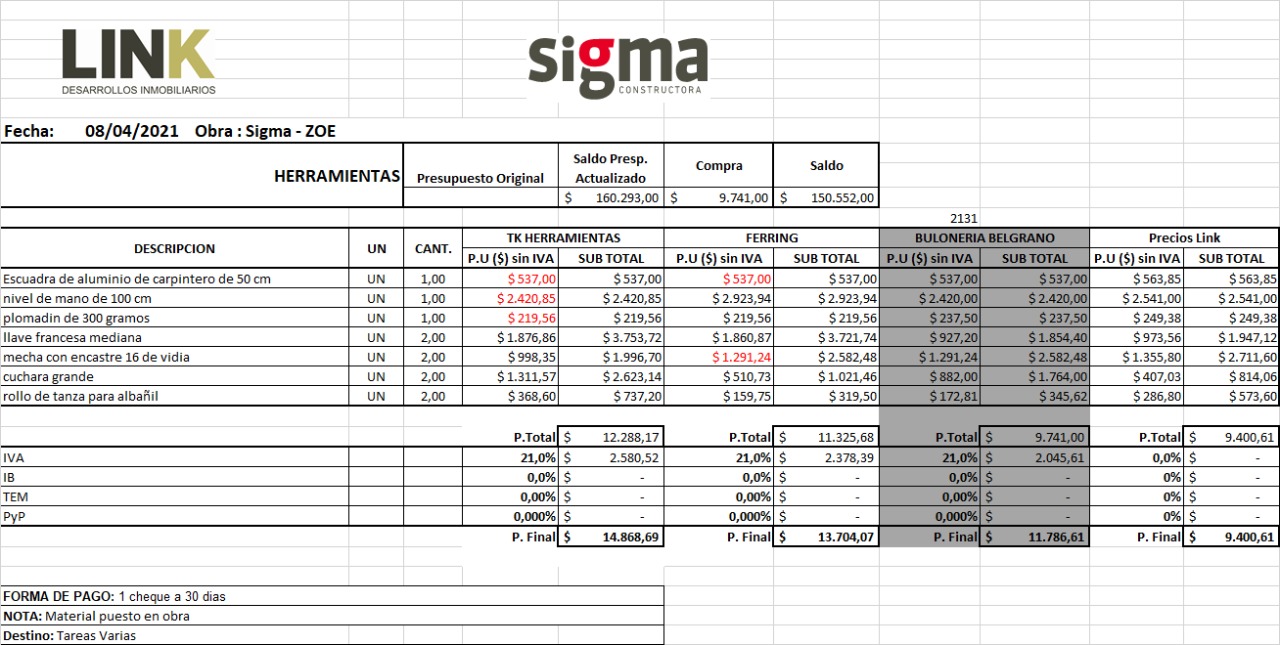 LINK
DESARROLLOS INMOBILIARIOS
sigma
CONSTRUCTORA
Fecha: 08/04/2021 Obra : Sigma - ZOE
HERRAMIENTAS Presupuesto Original Saldo Presp. Actualizado Compra Saldo
$ 160.293,00 $ 9.741,00 $ 150.552,00
2131
DESCRIPCION UN CANT. TK HERRAMIENTAS FERRING BULONERIA BELGRANO Precios Link
P.U ($) sin IVA SUB TOTAL P.U ($) sin IVA SUB TOTAL P.U ($) sin IVA SUB TOTAL P.U ($) sin IVA SUB TOTAL
Escuadra de aluminio de carpintero de 50 cm UN 1,00 $ 537,00 $ 537,00 $ 537,00 $ 537,00 $ 537,00 $ 537,00 $ 563,85 $ 563,85
nivel de mano de 100 cm UN 1,00 $ 2.420,85 $ 2.420,85 $ 2.923,94 $ 2.923,94 $ 2.420,00 $ 2.420,00 $ 2.541,00 $ 2.541,00
plomadin de 300 gramos UN 1,00 $ 219,56 $ 219,56 $ 219,56 $ 219,56 $ 237,50 $ 237,50 $ 249,38 $ 249,38
llave francesa mediana UN 2,00 $ 1.876,86 $ 3.753,72 $ 1.860,87 $ 3.721,74 $ 927,20 $ 1.854,40 $ 973,56 $ 1.947,12
mecha con encastre 16 de vidia UN 2,00 $ 998,35 $ 1.996,70 $ 1.291,24 $ 2.582,48 $ 1.291,24 $ 2.582,48 $ 1.355,80 $ 2.711,60
cuchara grande UN 2,00 $ 1.311,57 $ 2.623,14 $ 510,73 $ 1.021,46 $ 882,00 $ 1.764,00 $ 407,03 $ 814,06
rollo de tanza para albañil UN 2,00 $ 368,60 $ 737,20 $ 159,75 $ 319,50 $ 172,81 $ 345,62 $ 286,80 $ 573,60
P.Total $ 12.288,17 P.Total $ 11.325,68 P.Total $ 9.741,00 P.Total $ 9.400,61
IVA 21,0% $ 2.580,52 21,0% $ 2.378,39 21,0% $ 2.045,61 0,0% $ -
IB 0,0% $ - 0,0% $ - 0,0% $ - 0% $ -
TEM 0,00% $ - 0,00% $ - 0,00% $ - 0% $ -
PyP 0,000% $ - 0,000% $ - 0,000% $ - 0% $ -
P. Final $ 14.868,69 P. Final $ 13.704,07 P. Final $ 11.786,61 P. Final $ 9.400,61
FORMA DE PAGO: 1 cheque a 30 dias
NOTA: Material puesto en obra
Destino: Tareas Varias